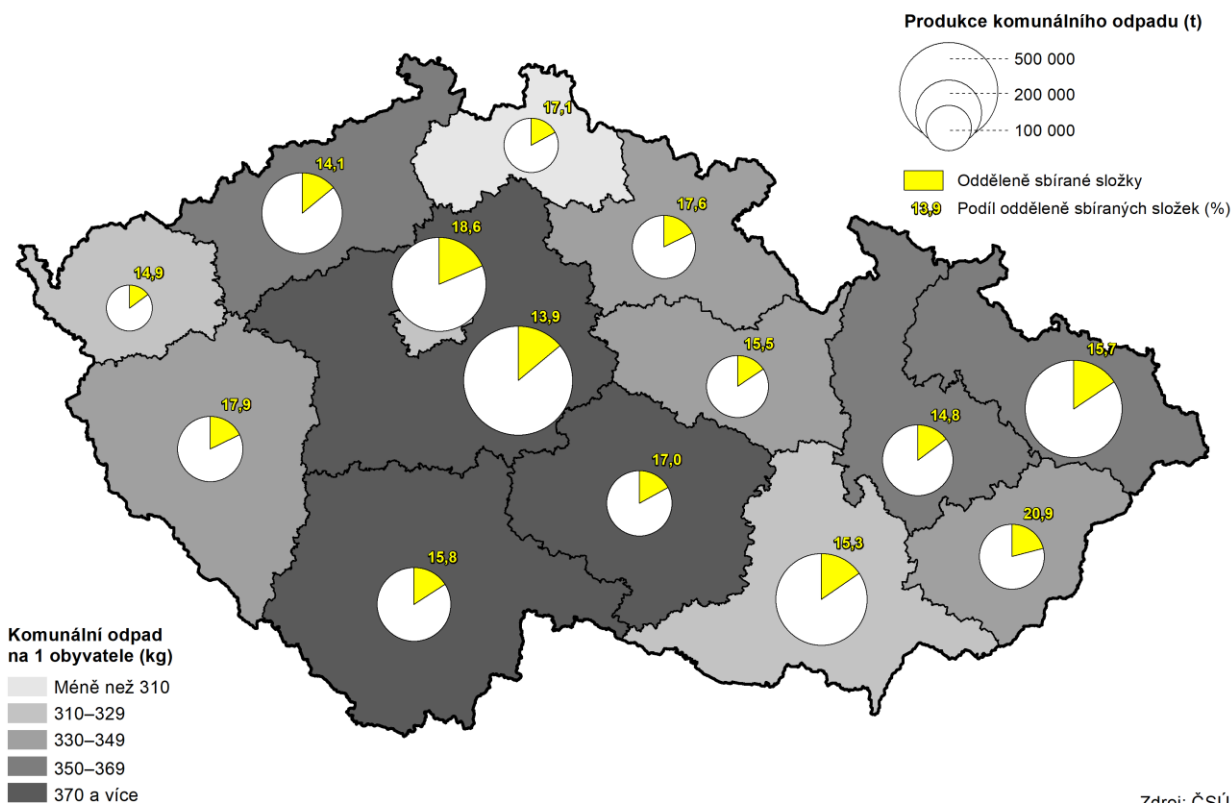 Produkce komunálního odpadu (t)
500 000
200 000
100 000
Odděleně sbírané složky
13,9 Podíl odděleně sbíraných složek (%)
17,1
14,1
17,6
18,6
14,9
13,9
15,5
15,7
17,9
14,8
17,0
20,9
15,3
15,8
Komunální odpad
na 1 obyvatele (kg)
Méně než 310
310–329
330–349
350–369
370 a více
Zdroj: ČSÚ